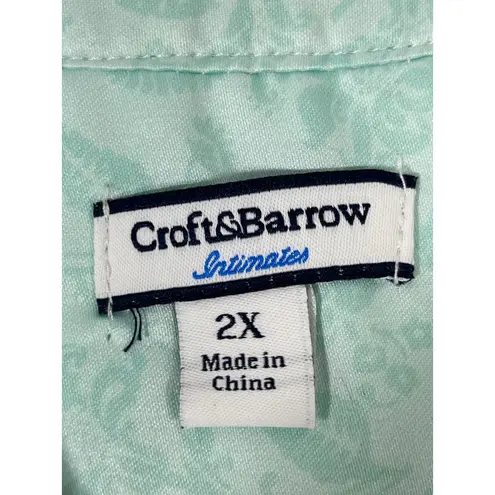 Croft&Barrow
Intimates
2X
Made in
China